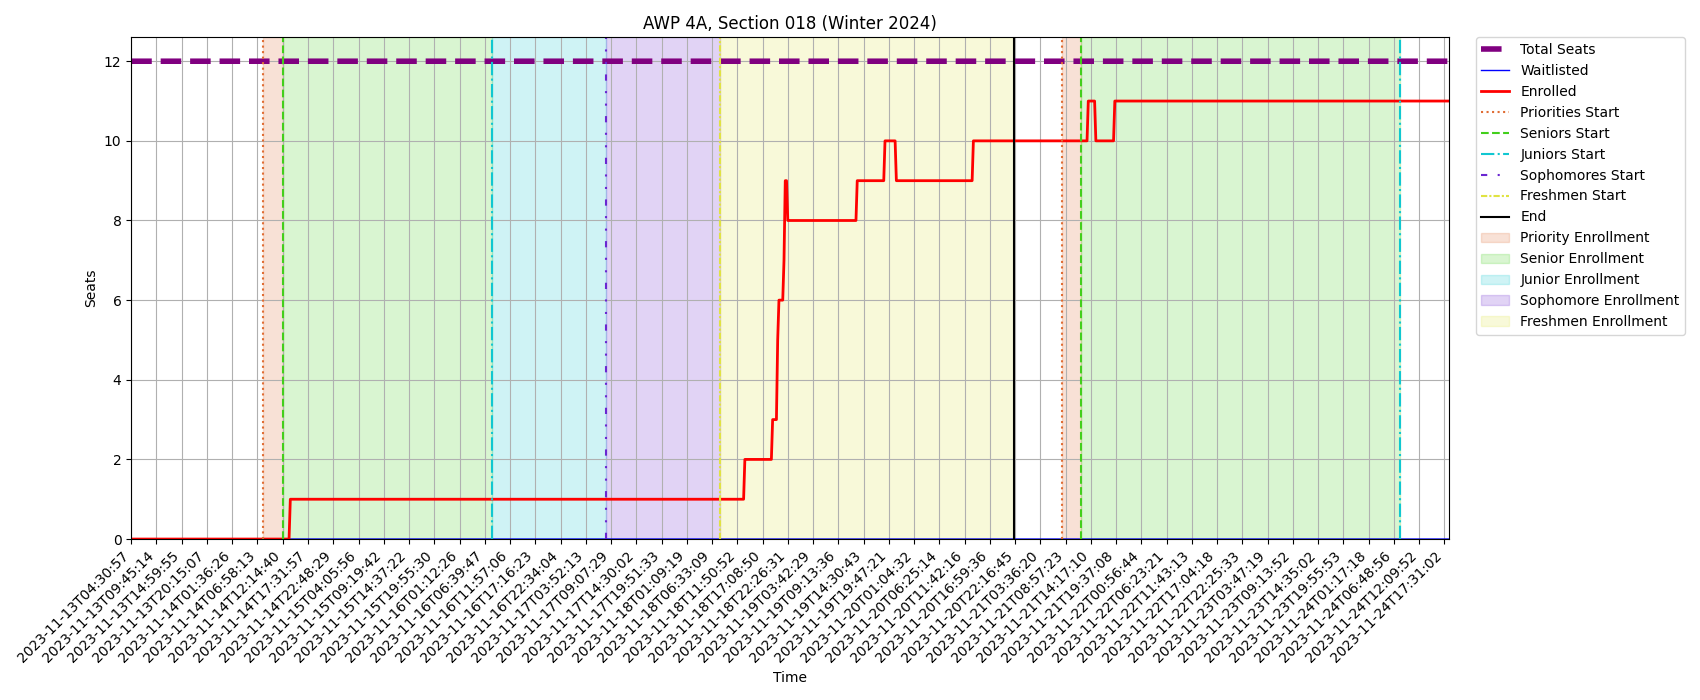 AWP 4A, Section 018 (Winter 2024)
Seats
12
10
8
6
4
2
0
2023-11-13T04:30:57
2023-11-13T09:45:14
2023-11-13T14:59:55
2023-11-13T20:15:07
2023-11-14T01:36:26
2023-11-14T06:58:13
2023-11-14T12:14:40
2023-11-14T17:31:57
2023-11-14T22:48:29
2023-11-15T04:05:56
2023-11-15T09:19:42
2023-11-15T14:37:22
2023-11-15T19:55:30
2023-11-16T01:12:26
2023-11-16T06:39:47
2023-11-16T11:57:06
2023-11-16T17:16:23
2023-11-16T22:34:04
2023-11-17T03:52:13
2023-11-17T09:07:29
2023-11-17T14:30:02
2023-11-17T19:51:33
2023-11-18T01:09:19
2023-11-18T06:33:09
2023-11-18T11:50:52
2023-11-18T17:08:50
2023-11-18T22:26:31
2023-11-19T03:42:29
2023-11-19T09:13:36
2023-11-19T14:30:43
2023-11-19T19:47:21
2023-11-20T01:04:32
2023-11-20T06:25:14
2023-11-20T11:42:16
2023-11-20T16:59:36
2023-11-20T22:16:45
2023-11-21T03:36:20
2023-11-21T08:57:23
2023-11-21T14:17:10
2023-11-21T19:37:08
2023-11-22T00:56:44
2023-11-22T06:23:21
2023-11-22T11:43:13
2023-11-22T17:04:18
2023-11-22T22:25:33
2023-11-23T03:47:19
2023-11-23T09:13:52
2023-11-23T14:35:02
2023-11-23T19:55:53
2023-11-24T01:17:18
2023-11-24T06:48:56
2023-11-24T12:09:52
2023-11-24T17:31:02
Time
Total Seats
Waitlisted
Enrolled
Priorities Start
Seniors Start
Juniors Start
Sophomores Start
Freshmen Start
End
Priority Enrollment
Senior Enrollment
Junior Enrollment
Sophomore Enrollment
Freshmen Enrollment